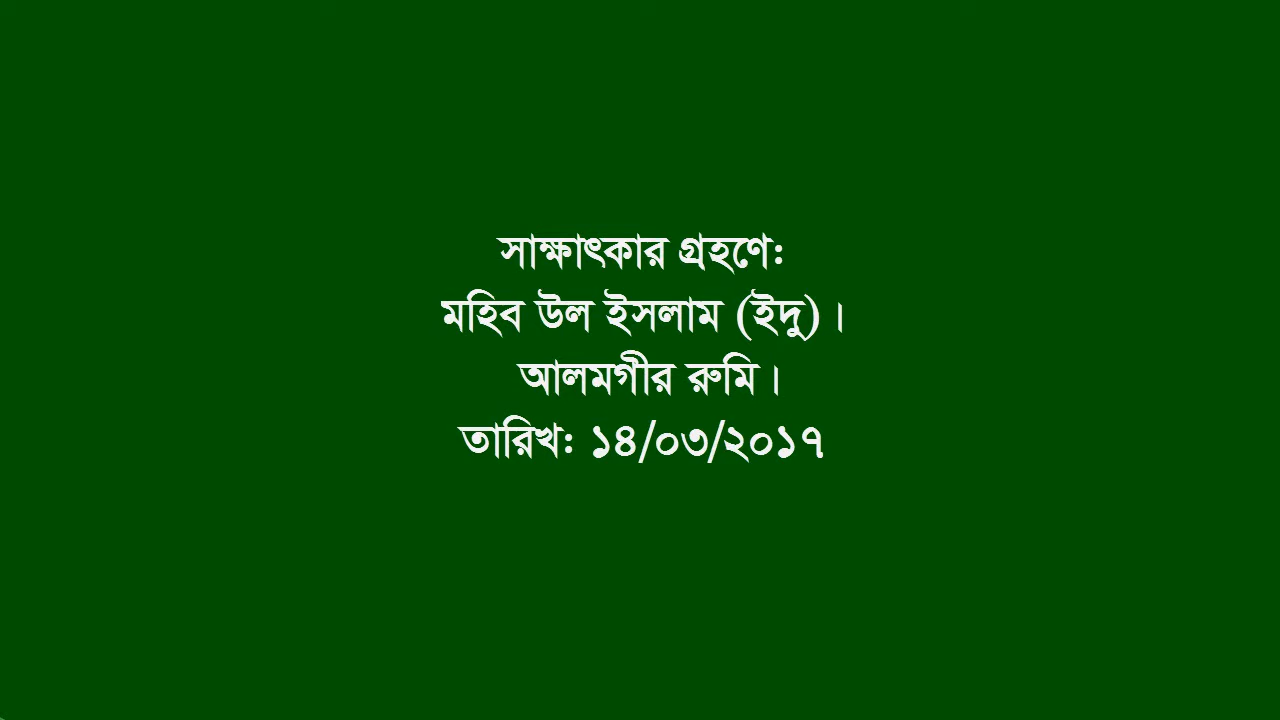 সাক্ষাৎকার গ্রহণে:
মহিব উল ইসলাম (ইদু)।
আলমগীর রুমি।
তারিখ: ১৪/০৩/২০১৭